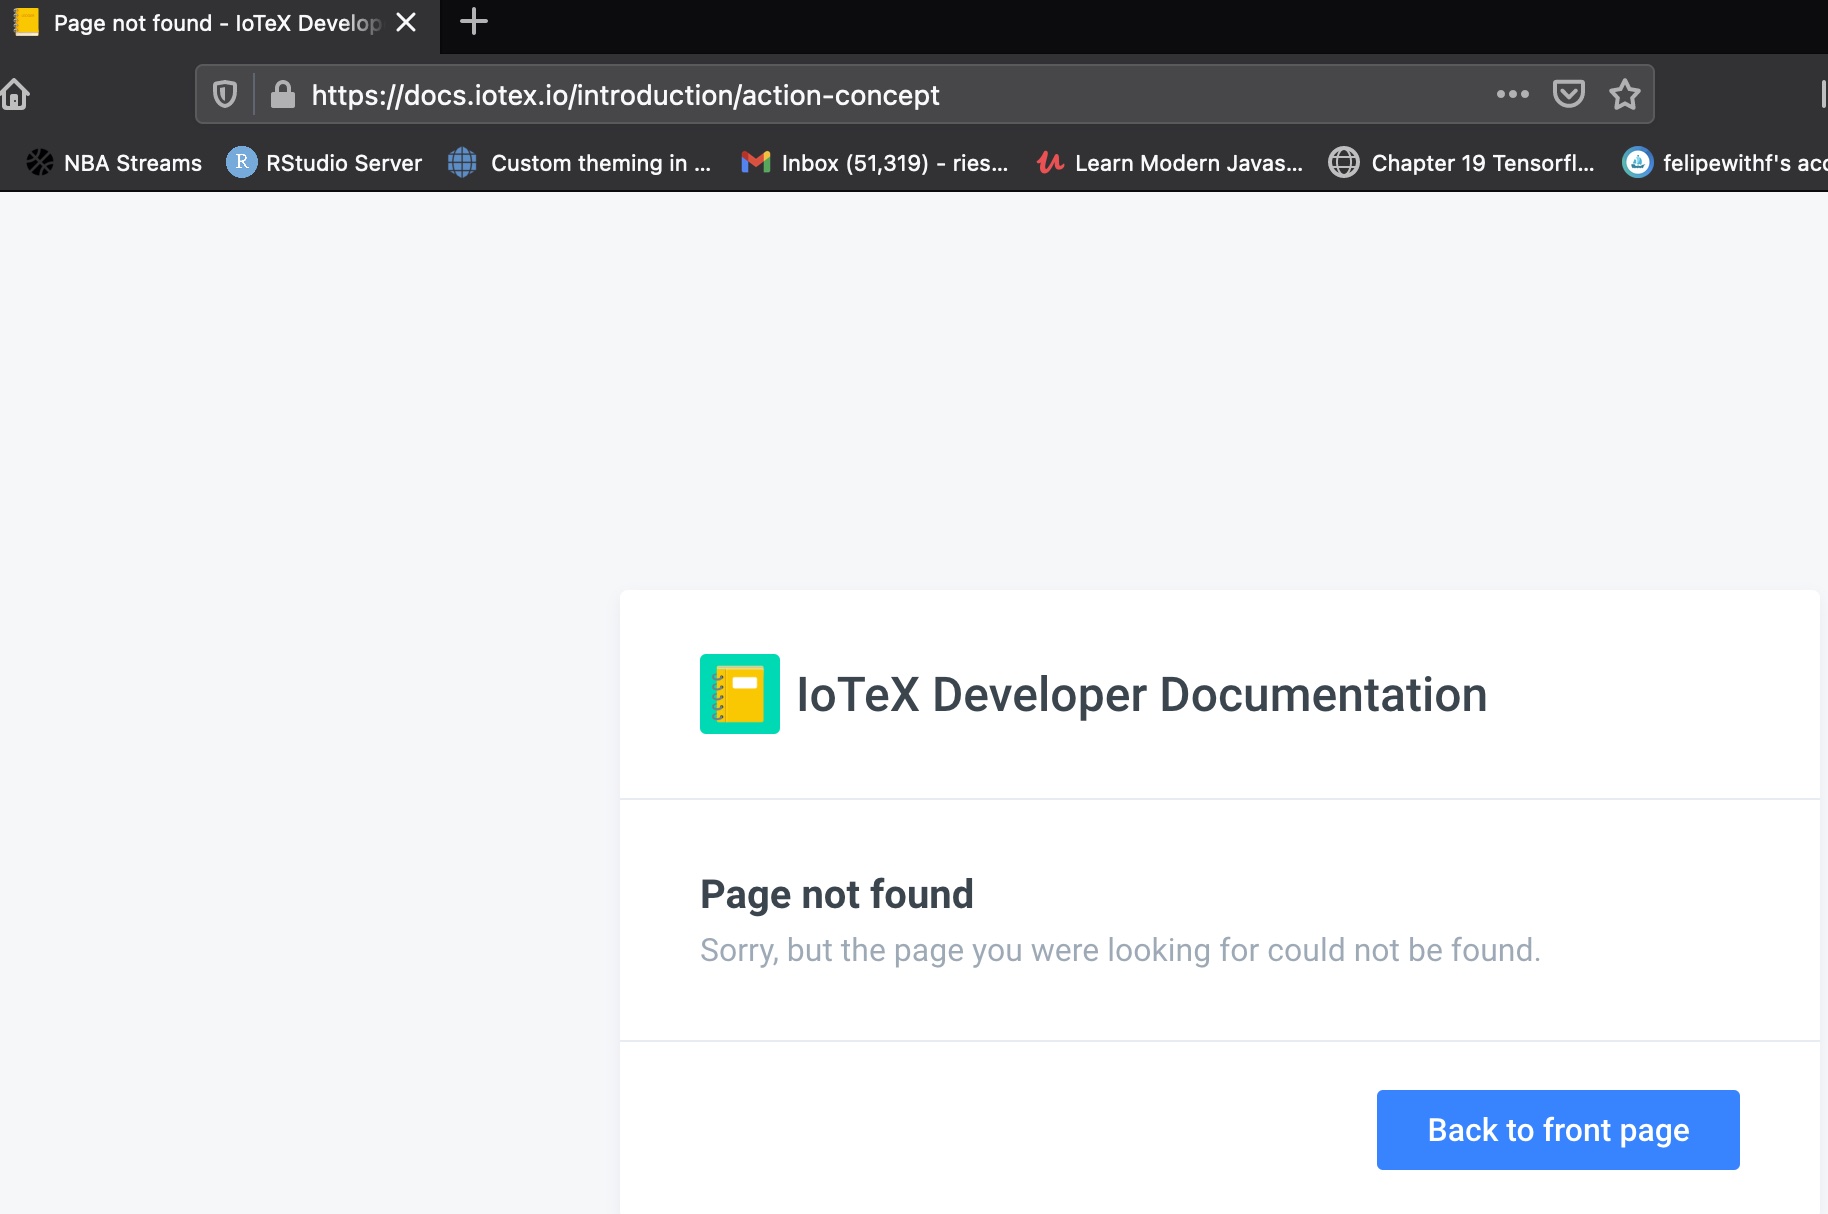 Page not found - IoTeX Develop
https://docs.iotex.io/introduction/action-concept
NBA Streams
R
RStudio Server
Custom theming in ...
Inbox (51,319) - ries...
Learn Modern Javas...
Chapter 19 Tensorfl...
felipewithf's acc
IoTeX Developer Documentation
Page not found
Sorry, but the page you were looking for could not be found.
Back to front page